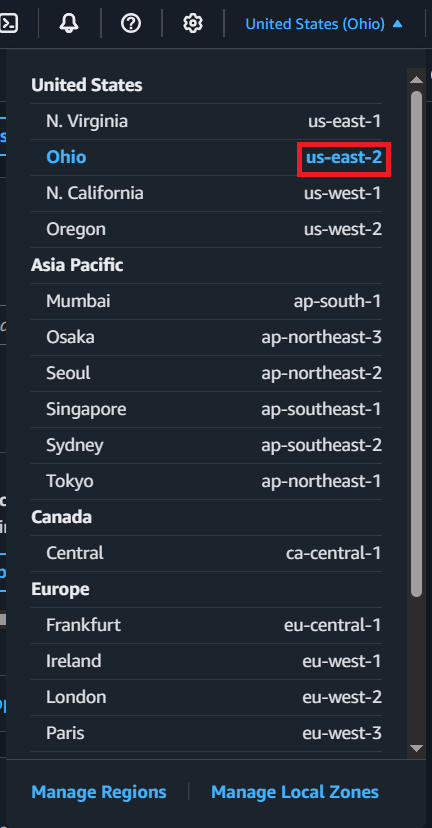 United States (Ohio)
United States
N. Virginia us-east-1
Ohio us-east-2
N. California us-west-1
Oregon us-west-2
Asia Pacific
Mumbai ap-south-1
Osaka ap-northeast-3
Seoul ap-northeast-2
Singapore ap-southeast-1
Sydney ap-southeast-2
Tokyo ap-northeast-1
Canada
Central ca-central-1
Europe
Frankfurt eu-central-1
Ireland eu-west-1
London eu-west-2
Paris eu-west-3
Manage Regions Manage Local Zones